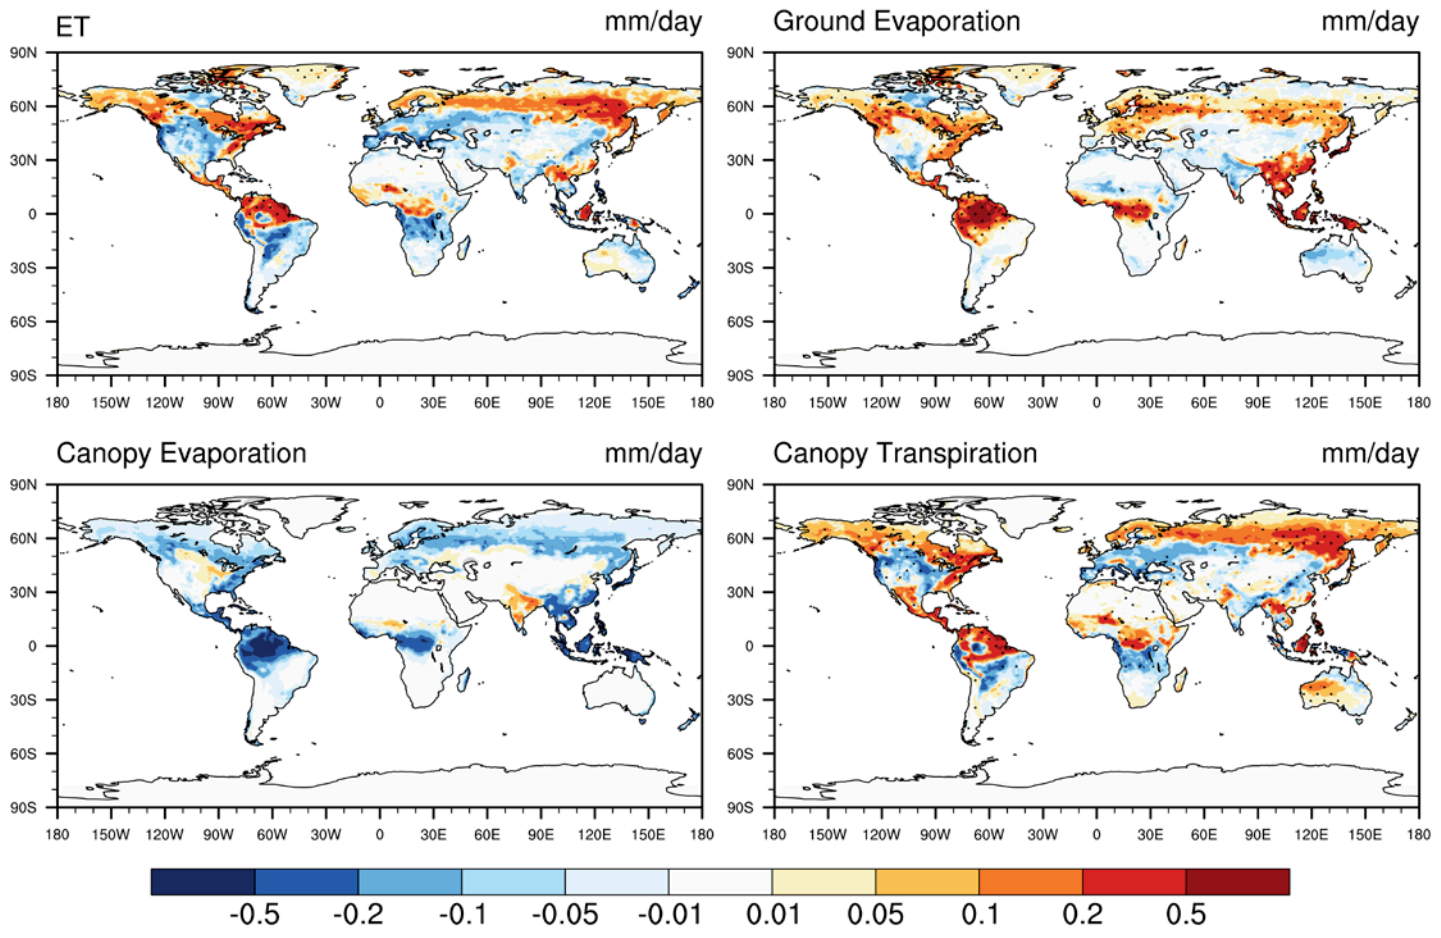 ET mm/day
90N
60N
30N
0
30S
60S
90S
180 150W 120W 90W 60W 30W 0 30E 60E 90E 120E 150E 180
Ground Evaporation mm/day
90N
60N
30N
0
30S
60S
90S
180 150W 120W 90W 60W 30W 0 30E 60E 90E 120E 150E 180
Canopy Evaporation mm/day
90N
60N
30N
0
30S
60S
90S
180 150W 120W 90W 60W 30W 0 30E 60E 90E 120E 150E 180
Canopy Transpiration mm/day
90N
60N
30N
0
30S
60S
90S
180 150W 120W 90W 60W 30W 0 30E 60E 90E 120E 150E 180
-0.5 -0.2 -0.1 -0.05 -0.01 0.01 0.05 0.1 0.2 0.5